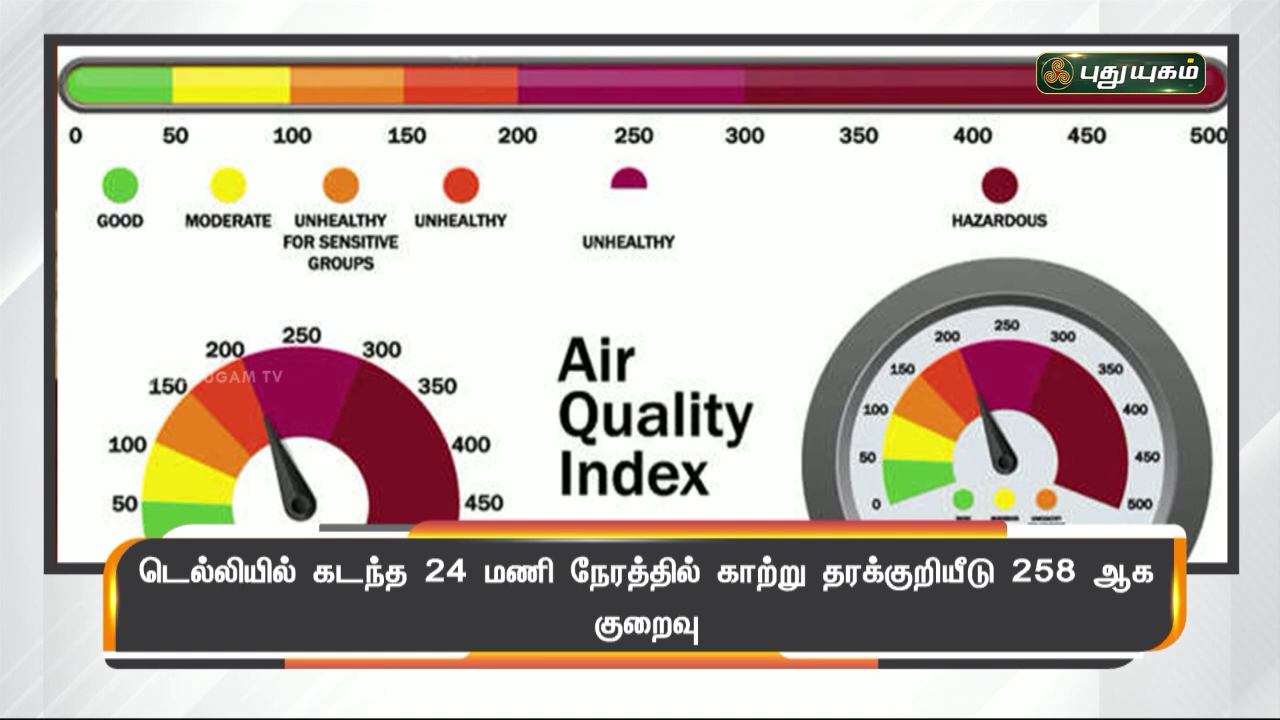 புதுயுகம்
0 50 100 150 200 250 300 350 400 450 500
GOOD MODERATE UNHEALTHY UNHEALTHY HAZARDOUS
FOR SENSITIVE UNHEALTHY
GROUPS
50 100 150 200 250 300 350 400 450
UGAM TV
Air
Quality
Index
0 50 100 150 200 250 300 350 400 450 500
டெல்லியில் கடந்த 24 மணி நேரத்தில் காற்று தரக்குறியீடு 258 ஆக
குறைவு